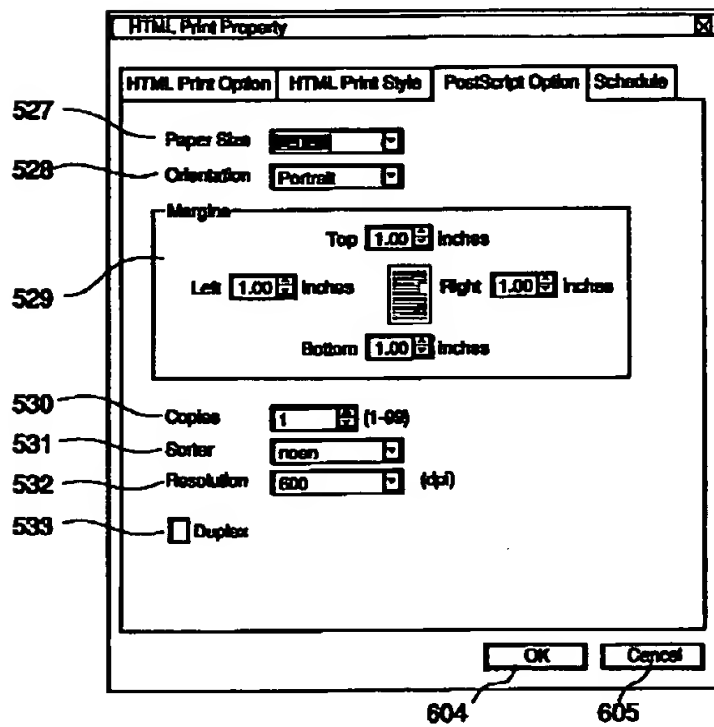 HTML Print Property
HTML Print Option HTML Print Style PostScript Option Schedule
527 Paper Size
528 Orientation Portrait
Margins
Top 1.00 inches
529 Left 1.00 inches Right 1.00 inches
Bottom 1.00 inches
530 Copies 1 (1-99)
531 Sorter noen
532 Resolution 600 (dpi)
533 Duplex
OK Cancel
604 605